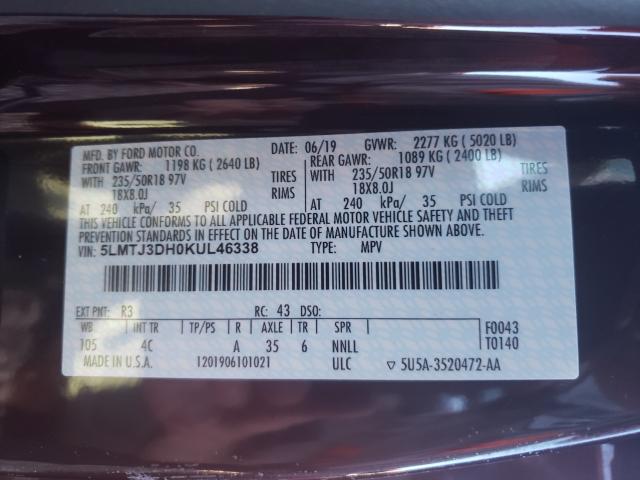 MFD. BY FORD MOTOR CO.
DATE: 06/19 GVWR: 2277 KG ( 5020 LB)
FRONT GAWR: 1198 KG ( 2640 LB) REAR GAWR: 1089 KG ( 2400 LB)
WITH 235/50R18 97V TIRES WITH 235/50R18 97V TIRES
18X8.0J RIMS 18X8.0J RIMS
AT 240 kPa/ 35 PSI COLD AT 240 kPa/ 35 PSI COLD
THIS VEHICLE CONFORMS TO ALL APPLICABLE FEDERAL MOTOR VEHICLE SAFETY AND THEFT
PREVENTION STANDARDS IN EFFECT ON THE DATE OF MANUFACTURE SHOWN ABOVE.
VIN: 5LMTJ3DH0KUL46338 TYPE: MPV
EXT PNT: R3 RC: 43 DSO:
WB INT TR TP/PS R AXLE TR SPR F0043
105 4C A 35 6 NNLL T0140
MADE IN U.S.A. 1201906101021 ULC ▽ 5U5A-3520472-AA